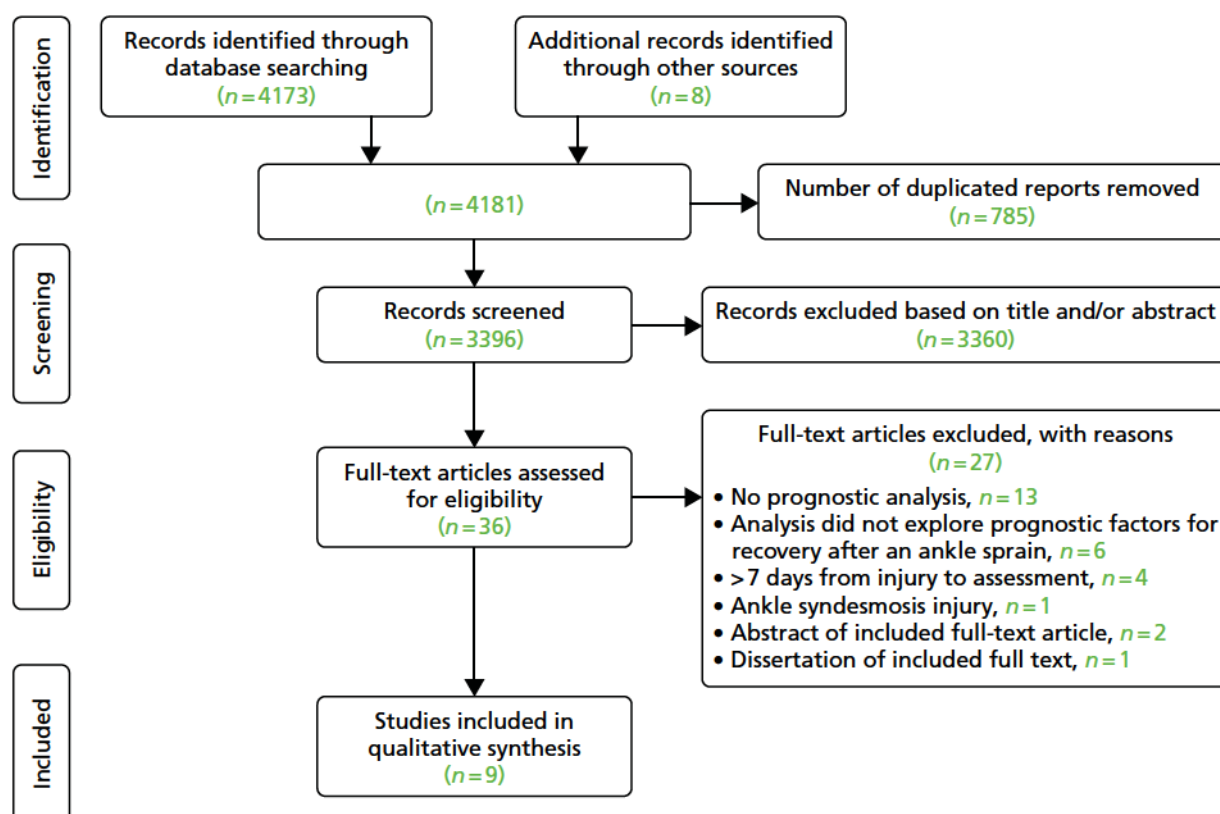 Identification
Records identified through
database searching
(n=4173)
Additional records identified
through other sources
(n=8)
(n=4181)
Number of duplicated reports removed
(n=785)
Screening
Records screened
(n=3396)
Records excluded based on title and/or abstract
(n=3360)
Eligibility
Full-text articles assessed
for eligibility
(n=36)
Full-text articles excluded, with reasons
(n=27)
• No prognostic analysis, n=13
• Analysis did not explore prognostic factors for
recovery after an ankle sprain, n=6
• >7 days from injury to assessment, n=4
• Ankle syndesmosis injury, n=1
• Abstract of included full-text article, n=2
• Dissertation of included full text, n=1
Included
Studies included in
qualitative synthesis
(n=9)